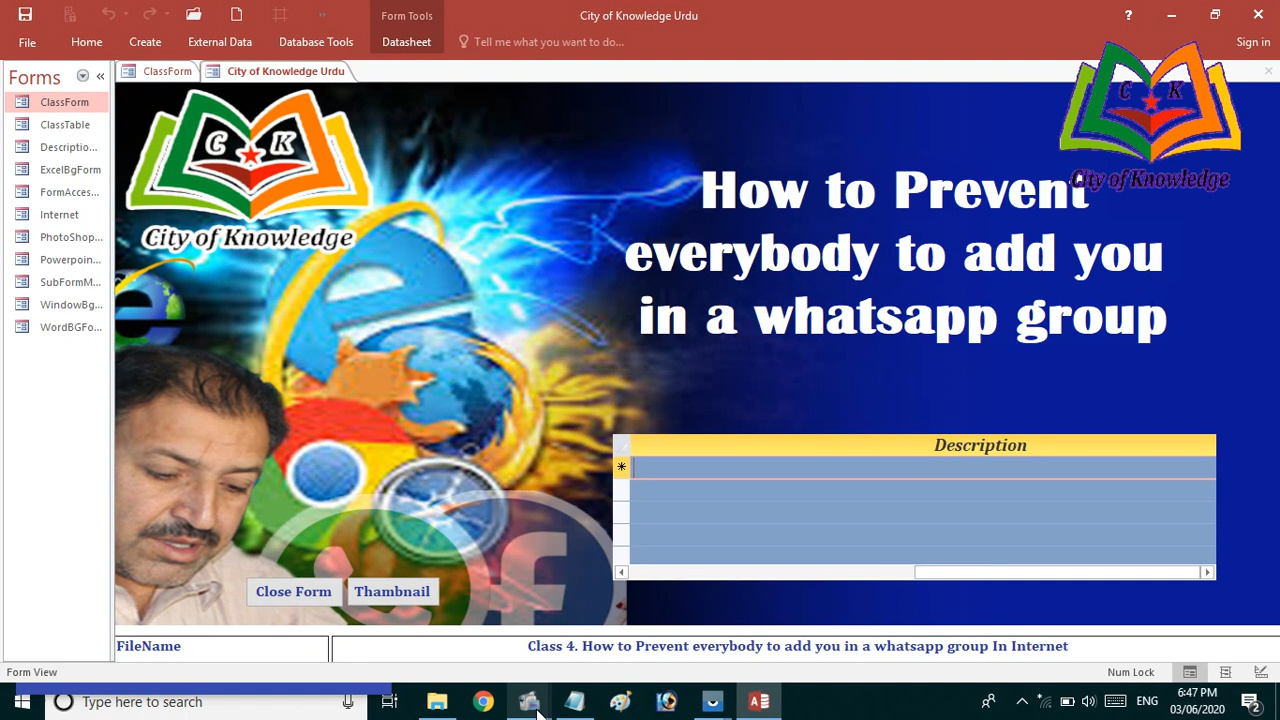 Form Tools
City of Knowledge Urdu
?
File
Home
Create
External Data
Database Tools
Datasheet
Tell me what you want to do...
Sign in
Forms
ClassForm
City of Knowledge Urdu
ClassForm
ClassTable
Descriptio...
ExcelBgForm
FormAcces...
Internet
PhotoShop...
Powerpoin...
SubFormM...
WindowBg...
WordBGFo...
C K
City of Knowledge
C K
City of Knowledge
How to Prevent
everybody to add you
in a whatsapp group
Description
Close Form
Thumbnail
FileName
Class 4. How to Prevent everybody to add you in a whatsapp group In Internet
Form View
Num Lock
Type here to search
ENG
6:47 PM
03/06/2020
2